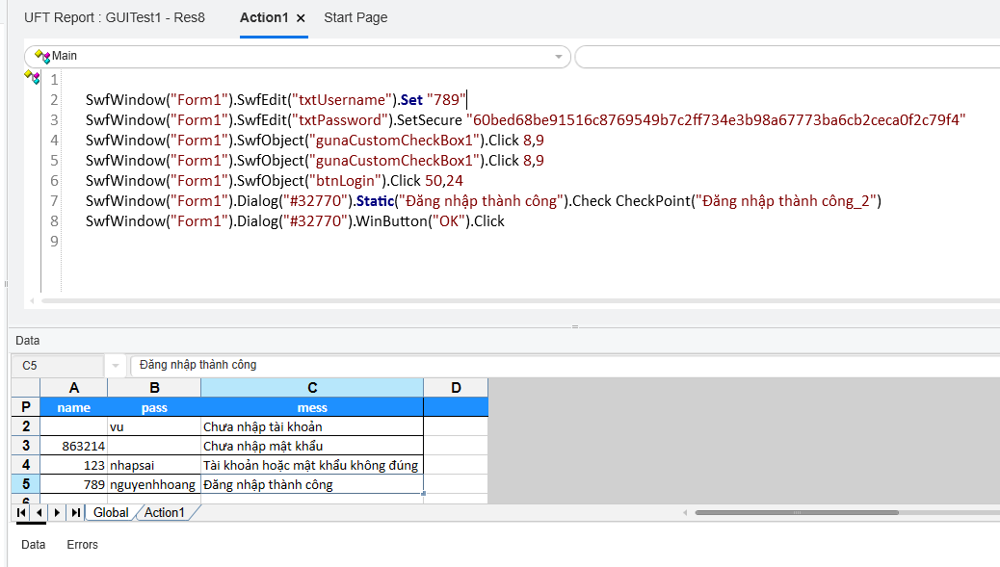 UFT Report : GUITest1 - Res8 Action1 × Start Page
Main
1
2 SwfWindow("Form1").SwfEdit("txtUsername").Set "789"
3 SwfWindow("Form1").SwfEdit("txtPassword").SetSecure "60bed68be91516c8769549b7c2ff734e3b98a67773ba6cb2ceca0f2c79f4"
4 SwfWindow("Form1").SwfObject("gunaCustomCheckBox1").Click 8,9
5 SwfWindow("Form1").SwfObject("gunaCustomCheckBox1").Click 8,9
6 SwfWindow("Form1").SwfObject("btnLogin").Click 50,24
7 SwfWindow("Form1").Dialog("#32770").Static("Đăng nhập thành công").Check CheckPoint("Đăng nhập thành công_2")
8 SwfWindow("Form1").Dialog("#32770").WinButton("OK").Click
9
Data
C5 Đăng nhập thành công
A B C D
P name pass mess
2 vu Chưa nhập tài khoản
3 863214 Chưa nhập mật khẩu
4 123 nhapsai Tài khoản hoặc mật khẩu không đúng
5 789 nguyenhhoang Đăng nhập thành công
6
Global Action1
Data Errors